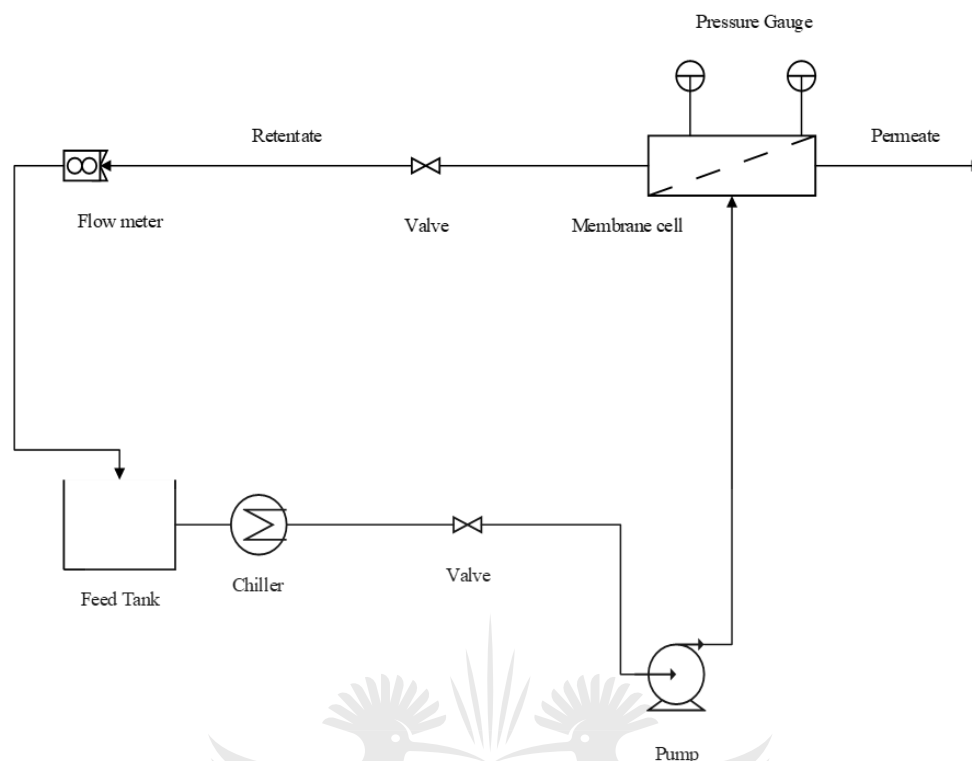 Pressure Gauge
Retentate
Permeate
Flow meter
Valve
Membrane cell
Feed Tank
Chiller
Valve
Pump